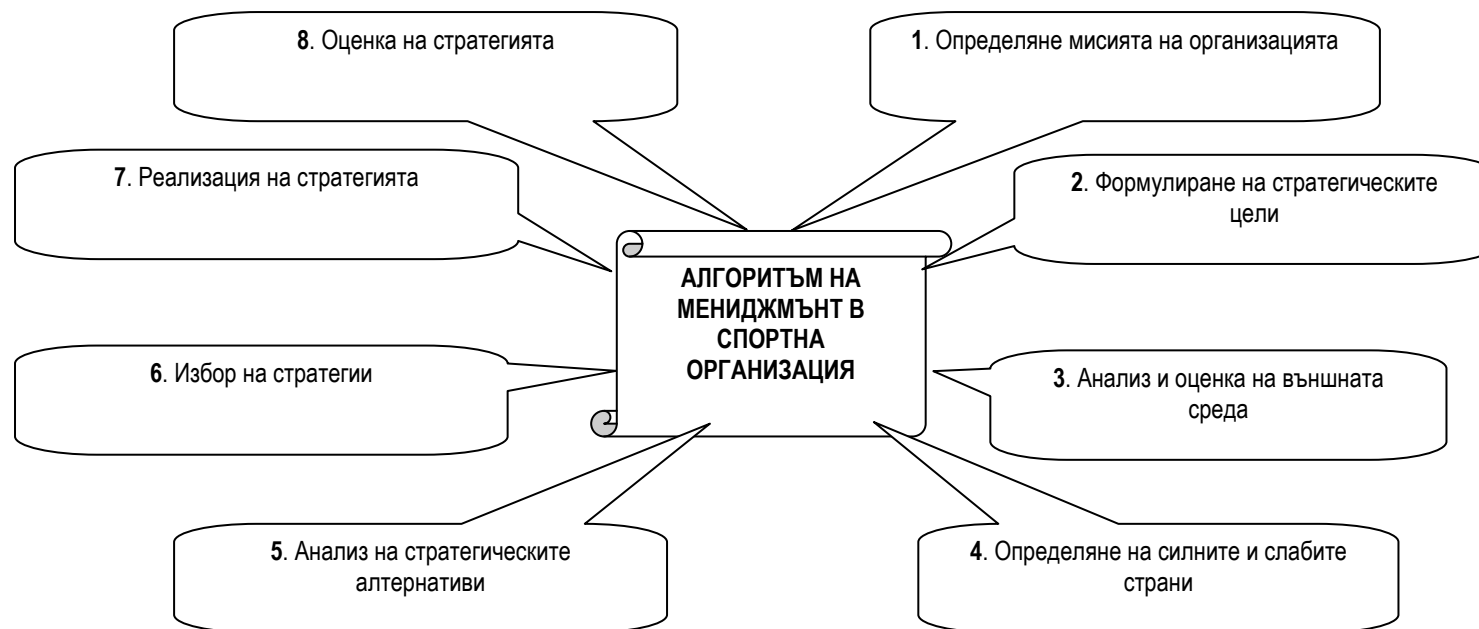 8. Оценка на стратегията
1. Определяне мисията на организацията
7. Реализация на стратегията
2. Формулиране на стратегическите
цели
АЛГОРИТЪМ НА
МЕНИДЖМЪНТ В
СПОРТНА
ОРГАНИЗАЦИЯ
6. Избор на стратегии
3. Анализ и оценка на външната
среда
5. Анализ на стратегическите
алтернативи
4. Определяне на силните и слабите
страни